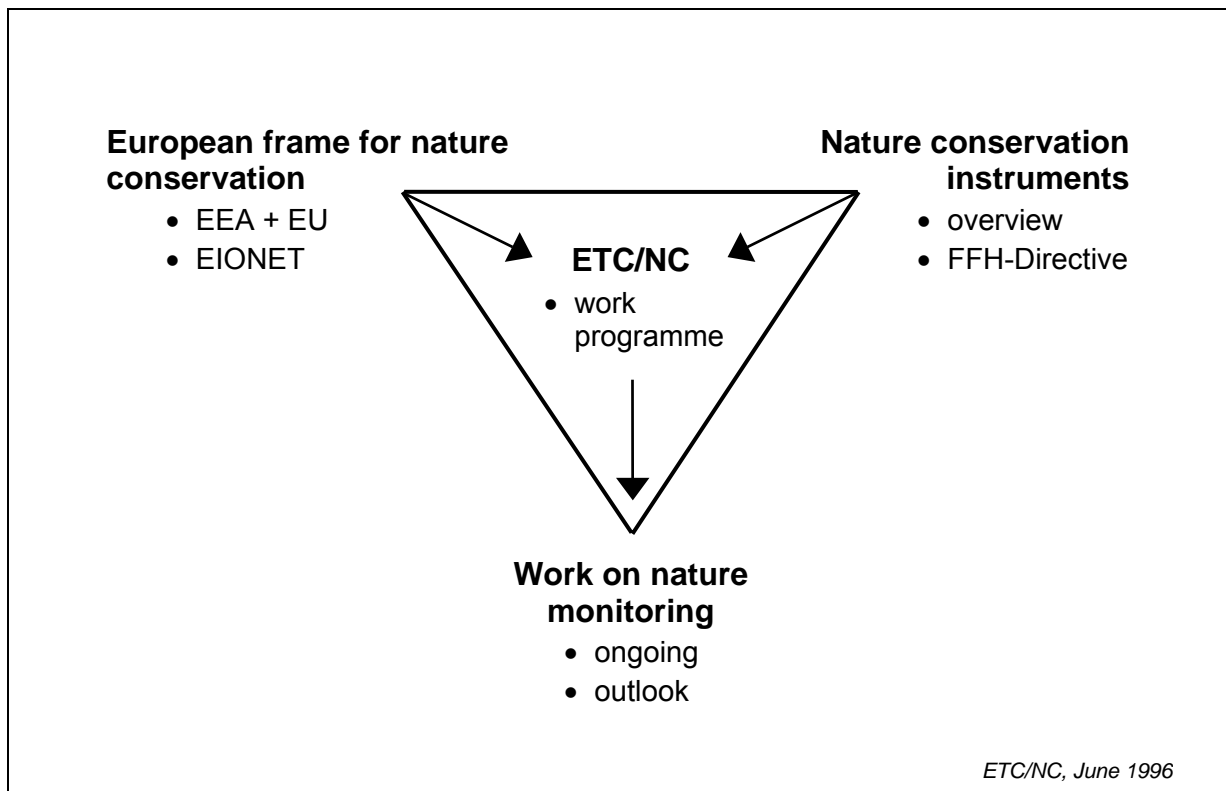 European frame for nature
conservation
• EEA + EU
• EIONET
Nature conservation
instruments
• overview
• FFH-Directive
ETC/NC
• work
programme
Work on nature
monitoring
• ongoing
• outlook
ETC/NC, June 1996